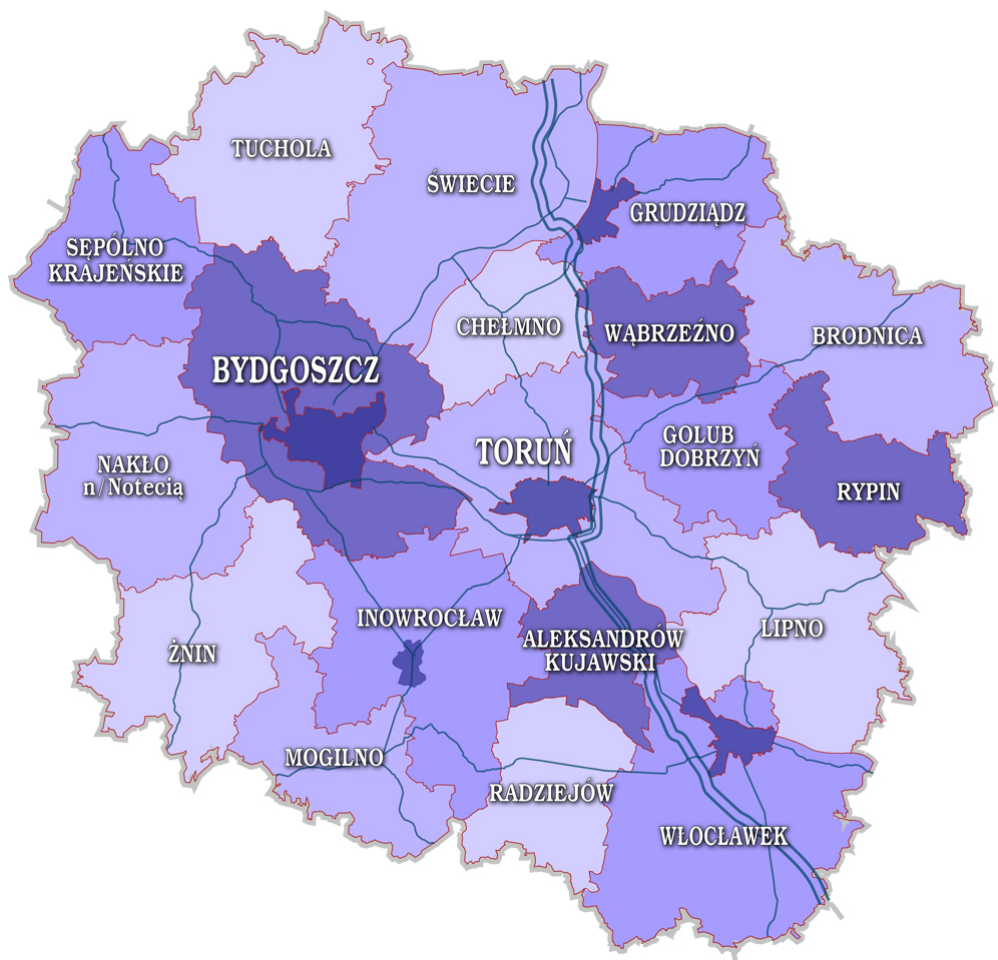 TUCHOLA
ŚWIECIE
GRUDZIĄDZ
SĘPÓLNO
KRAJEŃSKIE
CHEŁMNO
WĄBRZEŹNO
BRODNICA
BYDGOSZCZ
TORUŃ
GOLUB
DOBRZYŃ
NAKŁO
n/Notecią
RYPIN
INOWROCŁAW
ALEKSANDRÓW
KUJAWSKI
LIPNO
ŻNIN
MOGILNO
RADZIEJÓW
WŁOCŁAWEK